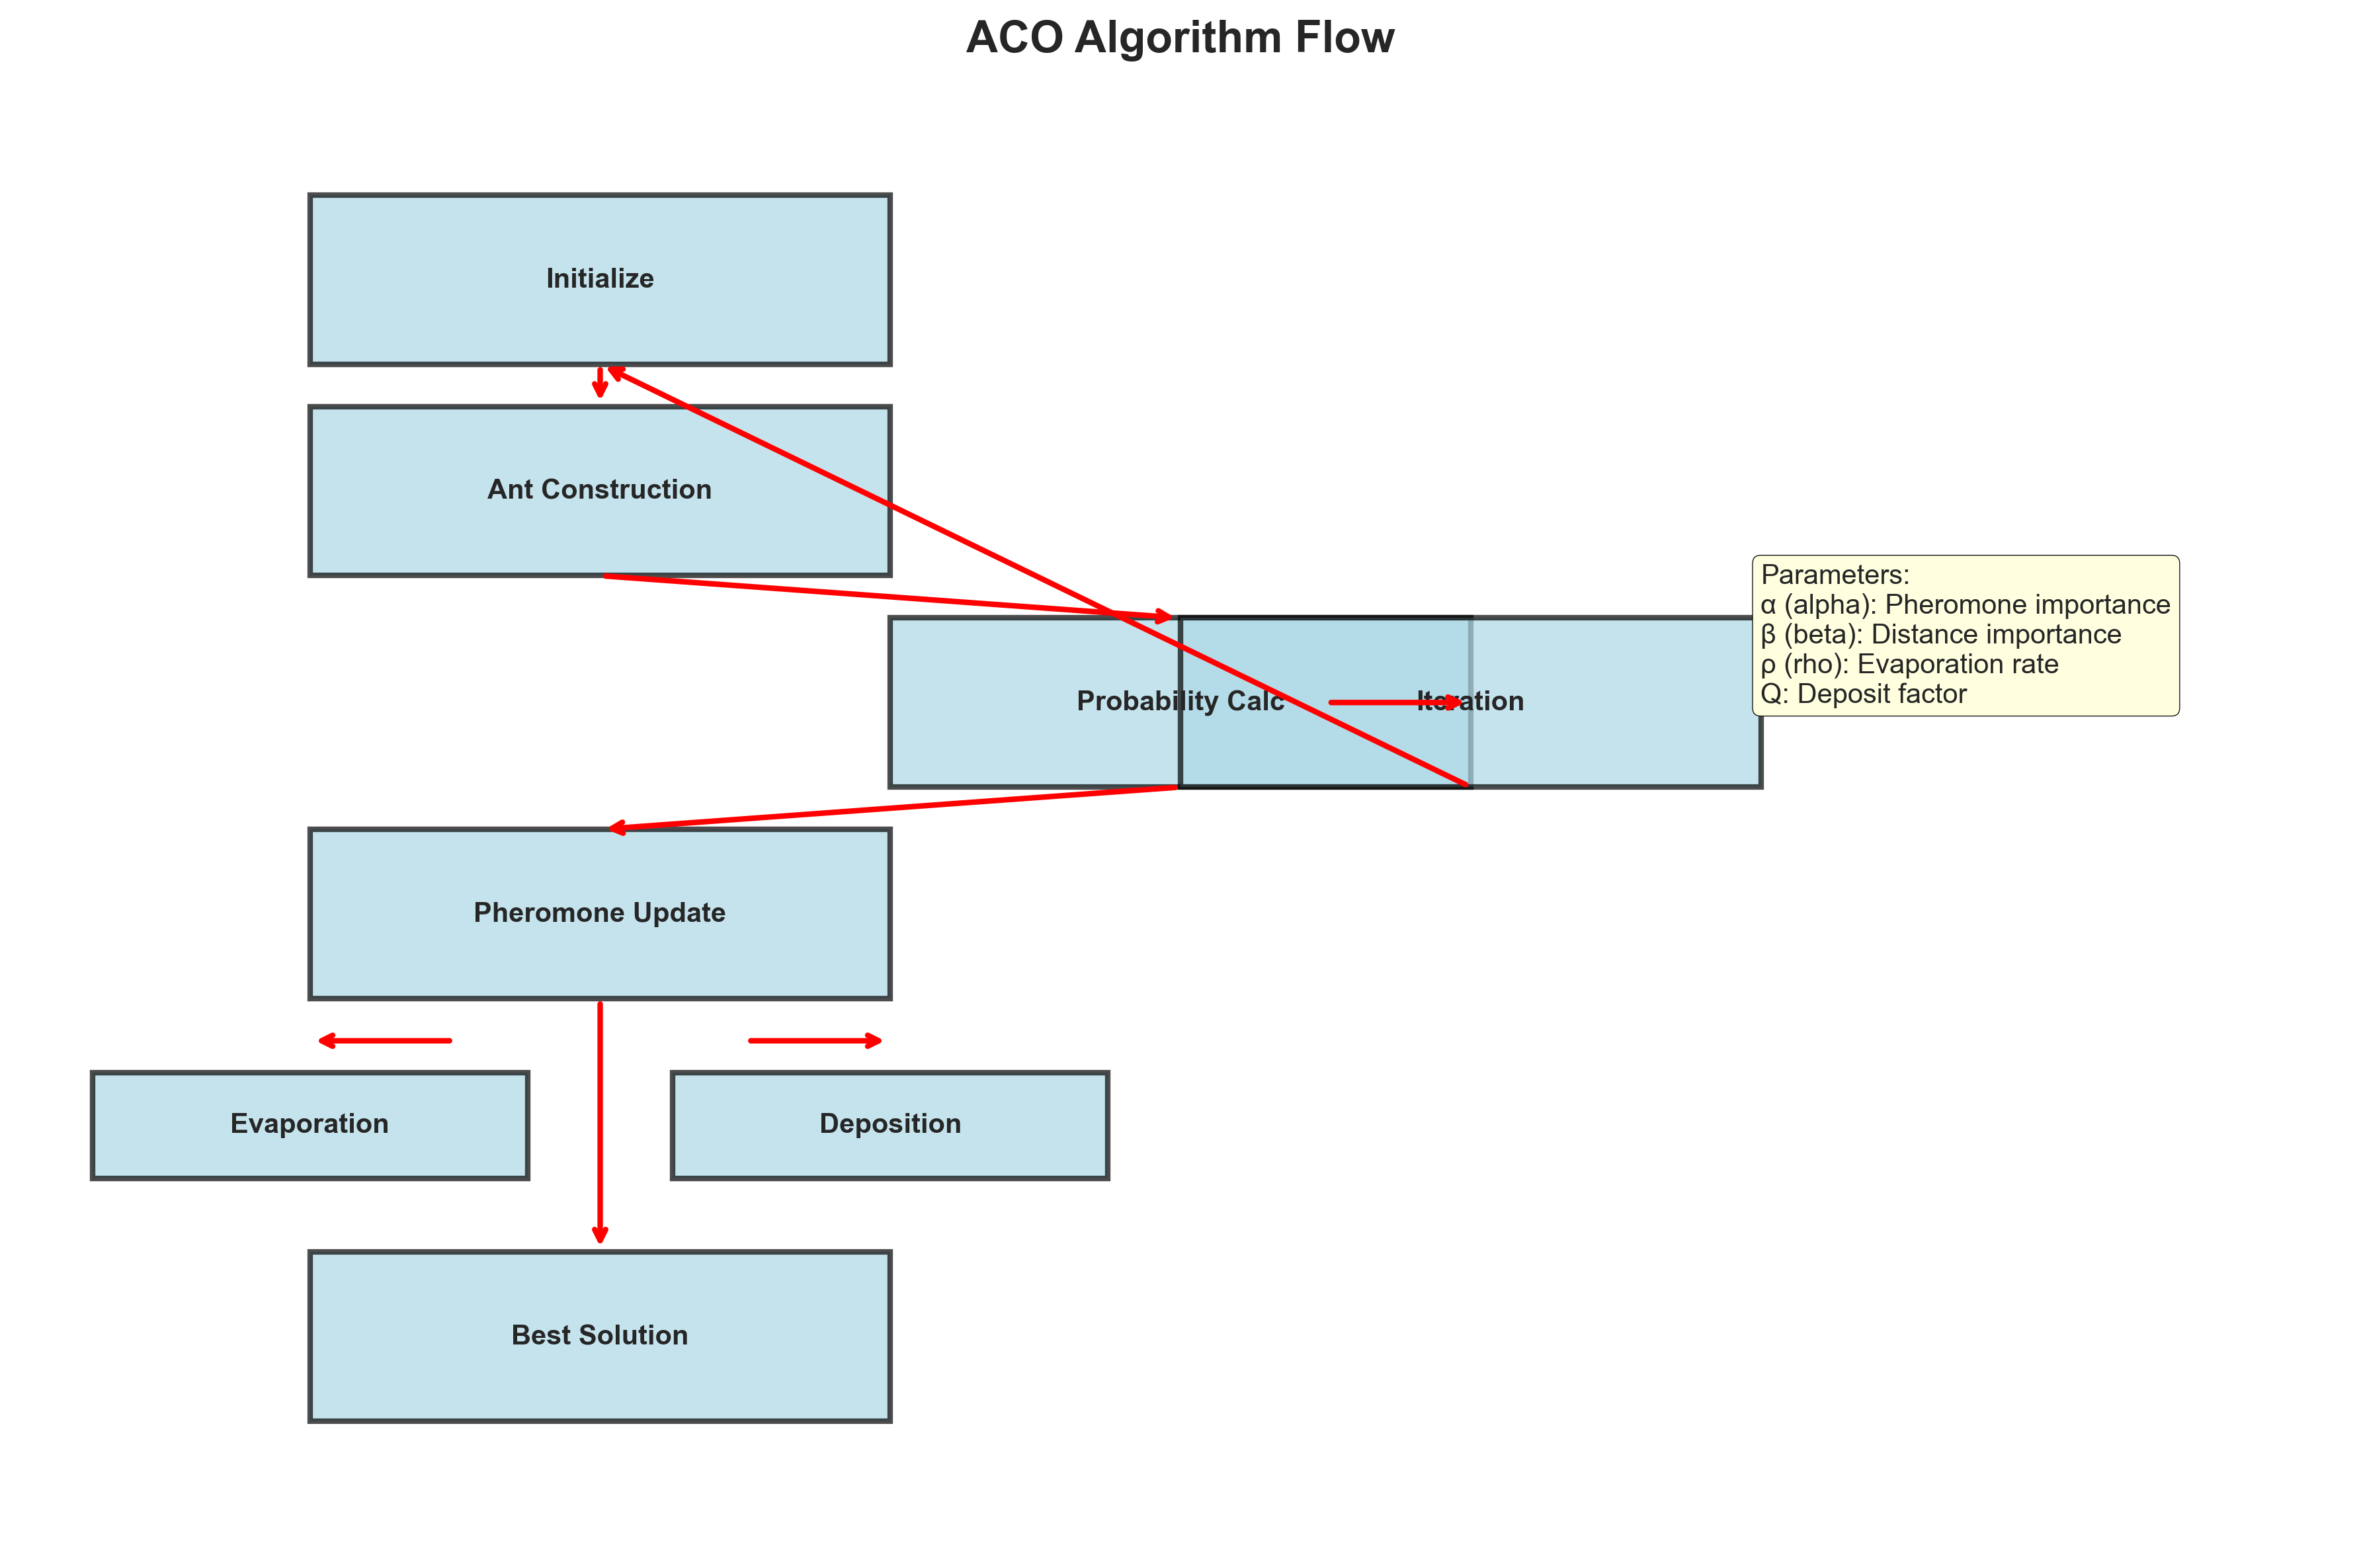 ACO Algorithm Flow
Initialize
Ant Construction
Parameters:
α (alpha): Pheromone importance
β (beta): Distance importance
ρ (rho): Evaporation rate
Q: Deposit factor
Probability Calc
Iteration
Pheromone Update
Evaporation
Deposition
Best Solution